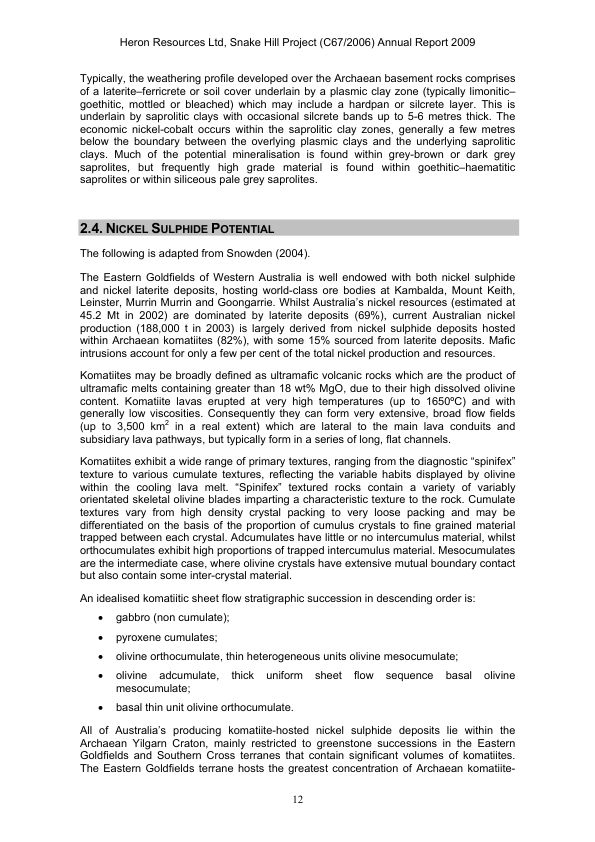 Heron Resources Ltd, Snake Hill Project (C67/2006) Annual Report 2009
Typically, the weathering profile developed over the Archaean basement rocks comprises
of a laterite–ferricrete or soil cover underlain by a plasmic clay zone (typically limonitic–
goethitic, mottled or bleached) which may include a hardpan or silcrete layer. This is
underlain by saprolitic clays with occasional silcrete bands up to 5-6 metres thick. The
economic nickel-cobalt occurs within the saprolitic clay zones, generally a few metres
below the boundary between the overlying plasmic clays and the underlying saprolitic
clays. Much of the potential mineralisation is found within grey-brown or dark grey
saprolites, but frequently high grade material is found within goethitic–haematitic
saprolites or within siliceous pale grey saprolites.
2.4. NICKEL SULPHIDE POTENTIAL
The following is adapted from Snowden (2004).
The Eastern Goldfields of Western Australia is well endowed with both nickel sulphide
and nickel laterite deposits, hosting world-class ore bodies at Kambalda, Mount Keith,
Leinster, Murrin Murrin and Goongarrie. Whilst Australia's nickel resources (estimated at
45.2 Mt in 2002) are dominated by laterite deposits (69%), current Australian nickel
production (188,000 t in 2003) is largely derived from nickel sulphide deposits hosted
within Archaean komatiites (82%), with some 15% sourced from laterite deposits. Mafic
intrusions account for only a few per cent of the total nickel production and resources.
Komatiites may be broadly defined as ultramafic volcanic rocks which are the product of
ultramafic melts containing greater than 18 wt% MgO, due to their high dissolved olivine
content. Komatiite lavas erupted at very high temperatures (up to 1650ºC) and with
generally low viscosities. Consequently they can form very extensive, broad flow fields
(up to 3,500 km² in a real extent) which are lateral to the main lava conduits and
subsidiary lava pathways, but typically form in a series of long, flat channels.
Komatiites exhibit a wide range of primary textures, ranging from the diagnostic “spinifex”
texture to various cumulate textures, reflecting the variable habits displayed by olivine
within the cooling lava melt. “Spinifex” textured rocks contain a variety of variably
orientated skeletal olivine blades imparting a characteristic texture to the rock. Cumulate
textures vary from high density crystal packing to very loose packing and may be
differentiated on the basis of the proportion of cumulus crystals to fine grained material
trapped between each crystal. Adcumulates have little or no intercumulus material, whilst
orthocumulates exhibit high proportions of trapped intercumulus material. Mesocumulates
are the intermediate case, where olivine crystals have extensive mutual boundary contact
but also contain some inter-crystal material.
An idealised komatiitic sheet flow stratigraphic succession in descending order is:
• gabbro (non cumulate);
• pyroxene cumulates;
• olivine orthocumulate, thin heterogeneous units olivine mesocumulate;
• olivine adcumulate, thick uniform sheet flow sequence basal olivine
mesocumulate;
• basal thin unit olivine orthocumulate.
All of Australia's producing komatiite-hosted nickel sulphide deposits lie within the
Archaean Yilgarn Craton, mainly restricted to greenstone successions in the Eastern
Goldfields and Southern Cross terranes that contain significant volumes of komatiites.
The Eastern Goldfields terrane hosts the greatest concentration of Archaean komatiite-
12